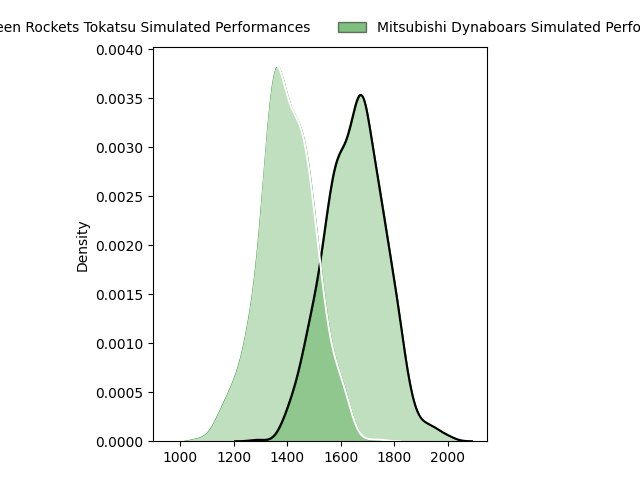 een Rockets Tokatsu Simulated Performances
Mitsubishi Dynaboars Simulated Perfo
0.0040
0.0035
0.0030
0.0025
0.0020
0.0015
0.0010
0.0005
0.0000
Density
1000 1200 1400 1600 1800 2000